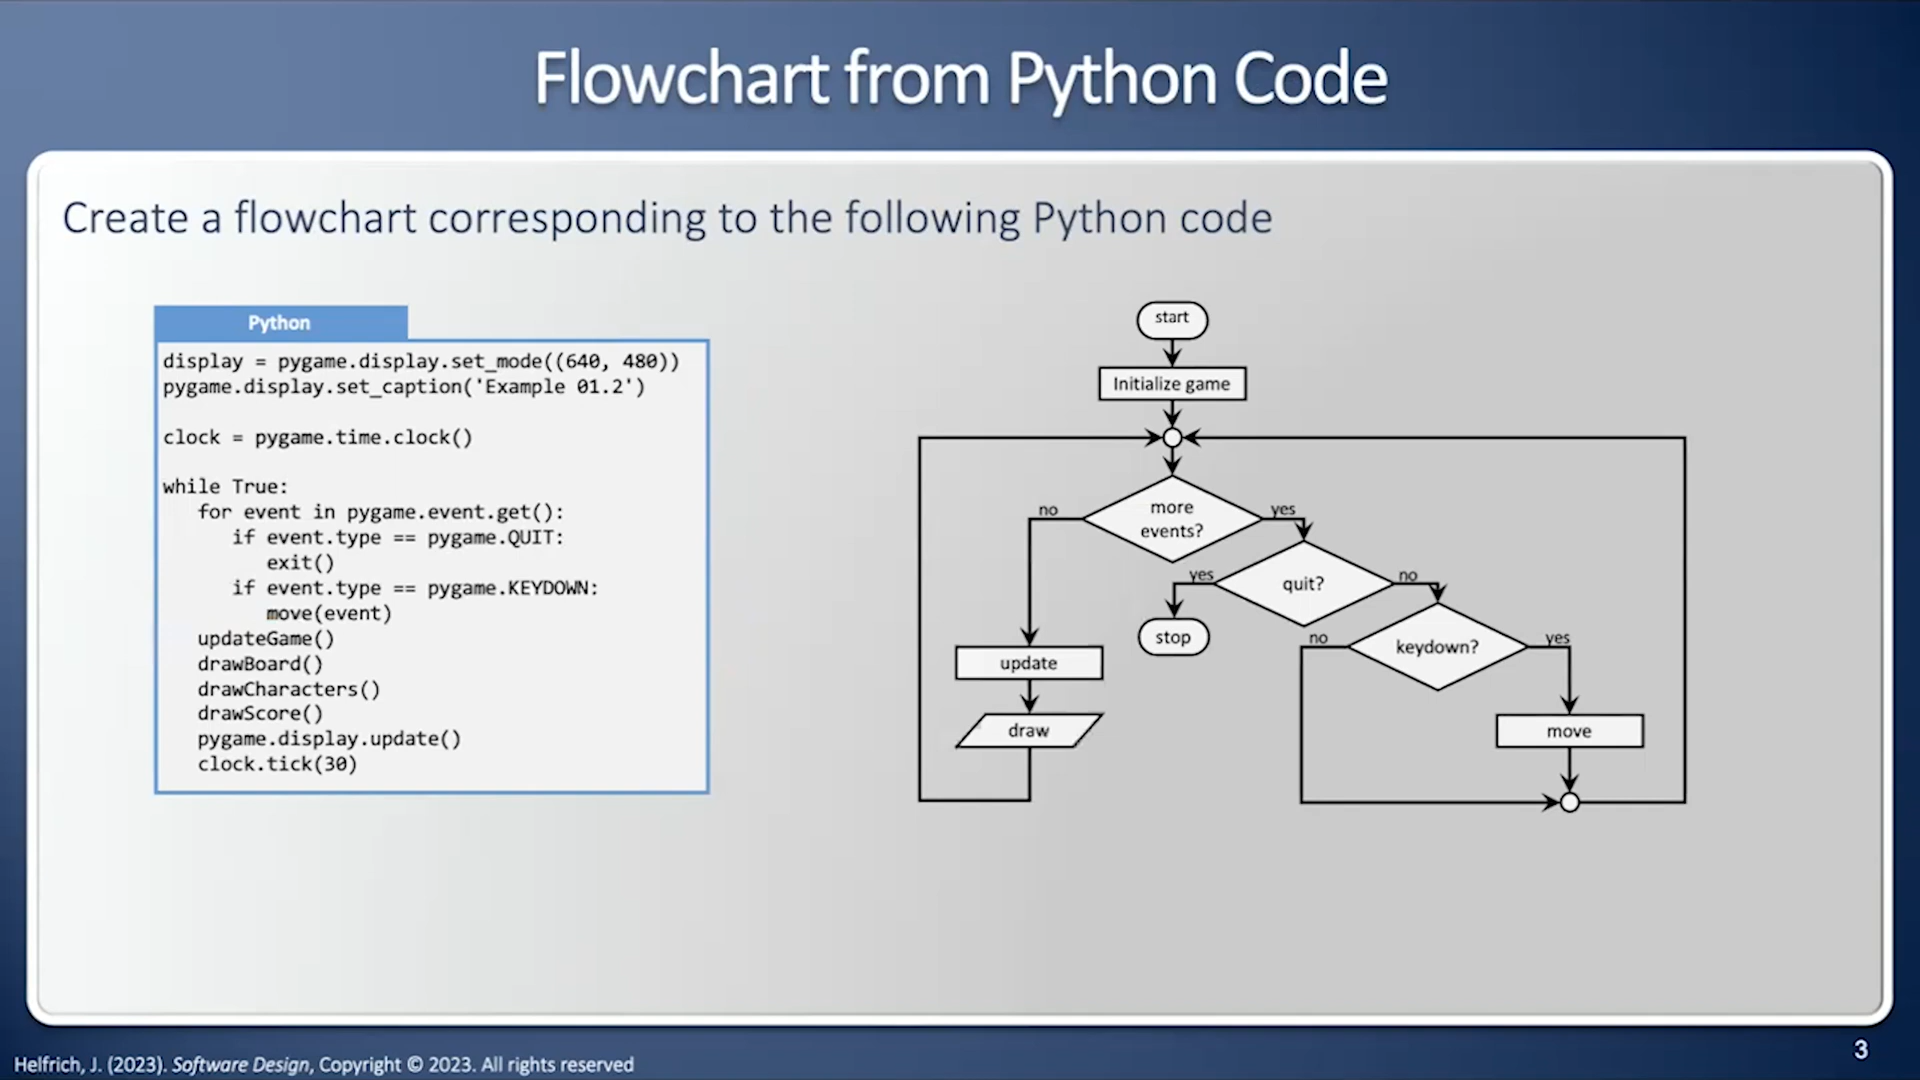 Flowchart from Python Code
Create a flowchart corresponding to the following Python code
Python
display = pygame.display.set_mode((640, 480))
pygame.display.set_caption('Example 01.2')
clock = pygame.time.clock()
while True:
for event in pygame.event.get():
if event.type == pygame.QUIT:
exit()
if event.type == pygame.KEYDOWN:
move(event)
updateGame()
drawBoard()
drawCharacters()
drawScore()
pygame.display.update()
clock.tick(30)
start
Initialize game
more
events?
no
yes
quit?
yes
no
stop
keydown?
no
yes
update
draw
move
Helfrich, J. (2023). Software Design, Copyright © 2023. All rights reserved
3